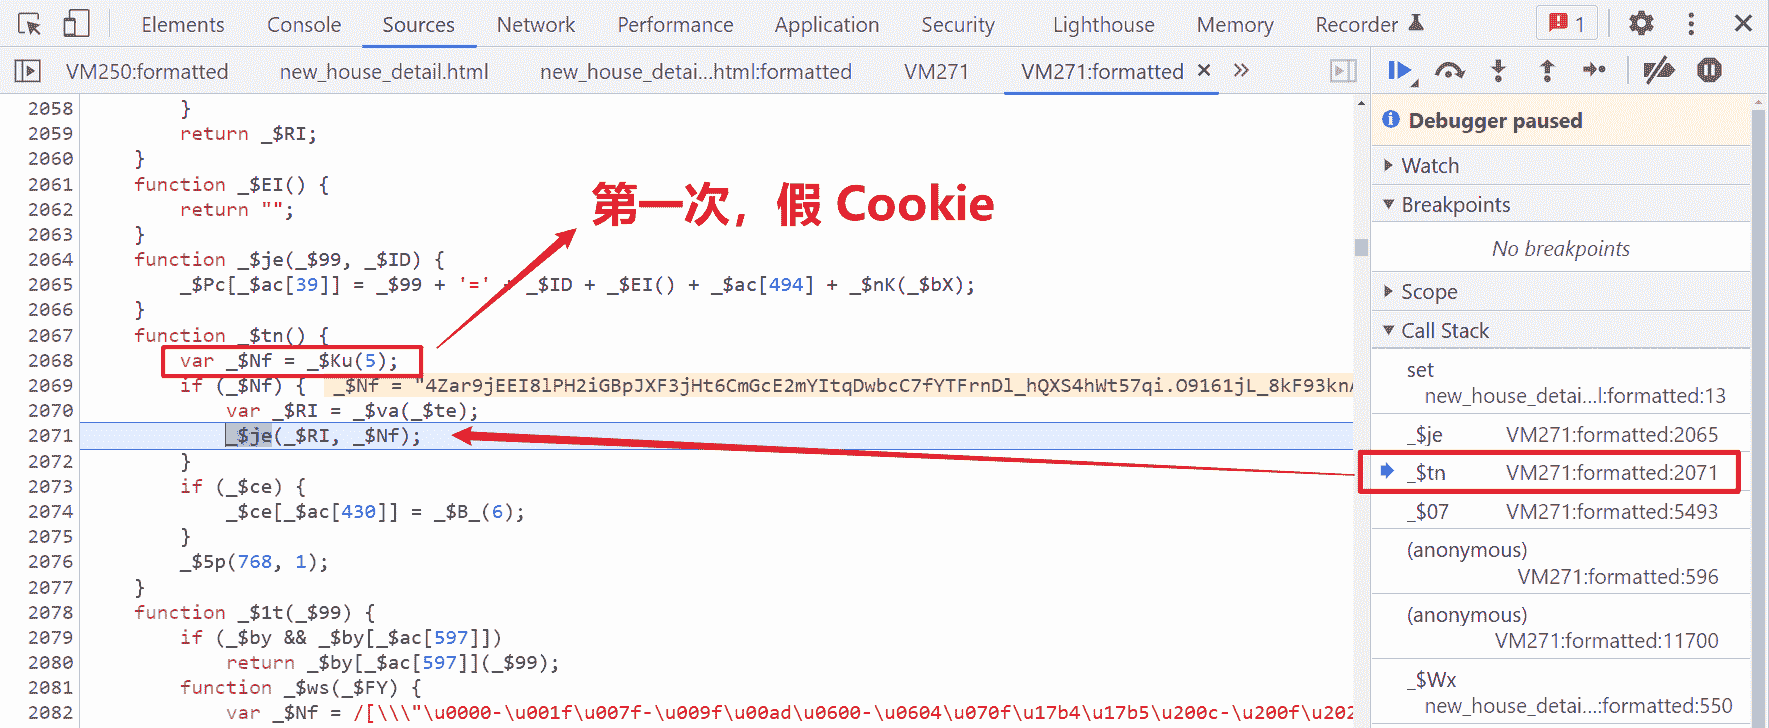 Elements Console Sources Network Performance Memory Application Security Lighthouse Memory Recorder 1
VM250:formatted new_house_detail.html new_house_detai...html:formatted VM271 VM271:formatted × »
2058 }
2059 return _$RI;
2060 }
2061 function _$EI() {
2062 return "";
2063 }
2064 function _$je(_$99, _$ID) {
2065 _$Pc[_$ac[39]] = _$99 + '=' + _$ID + _$EI() + _$ac[494] + _$nK(_$bX);
2066 }
2067 function _$tn() {
2068 var _$Nf = _$Ku(5);
2069 if (_$Nf) { _$Nf = "4Zar9jEEI8lPH2iGBpJXF3jHt6CmGcE2mYItqDwbcC7fYTFrnDl_hQXS4hWt57qi.O9161jL_8kF93knA
2070 var _$RI = _$va(_$te);
2071 _$je(_$RI, _$Nf);
2072 }
2073 if (_$ce) {
2074 _$ce[_$ac[430]] = _$B_(6);
2075 }
2076 _$5p(768, 1);
2077 }
2078 function _$1t(_$99) {
2079 if (_$by && _$by[_$ac[597]])
2080 return _$by[_$ac[597]](_$99);
2081 function _$ws(_$FY) {
2082 var _$Nf = /[\\\"\u0000-\u001f\u007f-\u009f\u00ad\u0600-\u0604\u070f\u17b4\u17b5\u200c-\u200f\u202
第一次，假 Cookie
Debugger paused
Watch
Breakpoints
No breakpoints
Scope
Call Stack
set
new_house_detai...l:formatted:13
_$je VM271:formatted:2065
_$tn VM271:formatted:2071
_$07 VM271:formatted:5493
(anonymous)
VM271:formatted:596
(anonymous)
VM271:formatted:11700
_$Wx
new_house_detai...:formatted:550